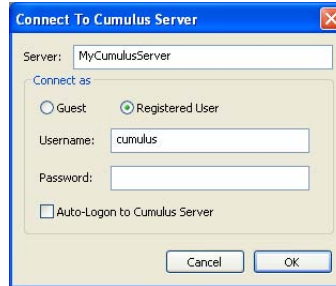 Connect To Cumulus Server
Server: MyCumulusServer
Connect as
Guest Registered User
Username: cumulus
Password:
Auto-Logon to Cumulus Server
Cancel OK